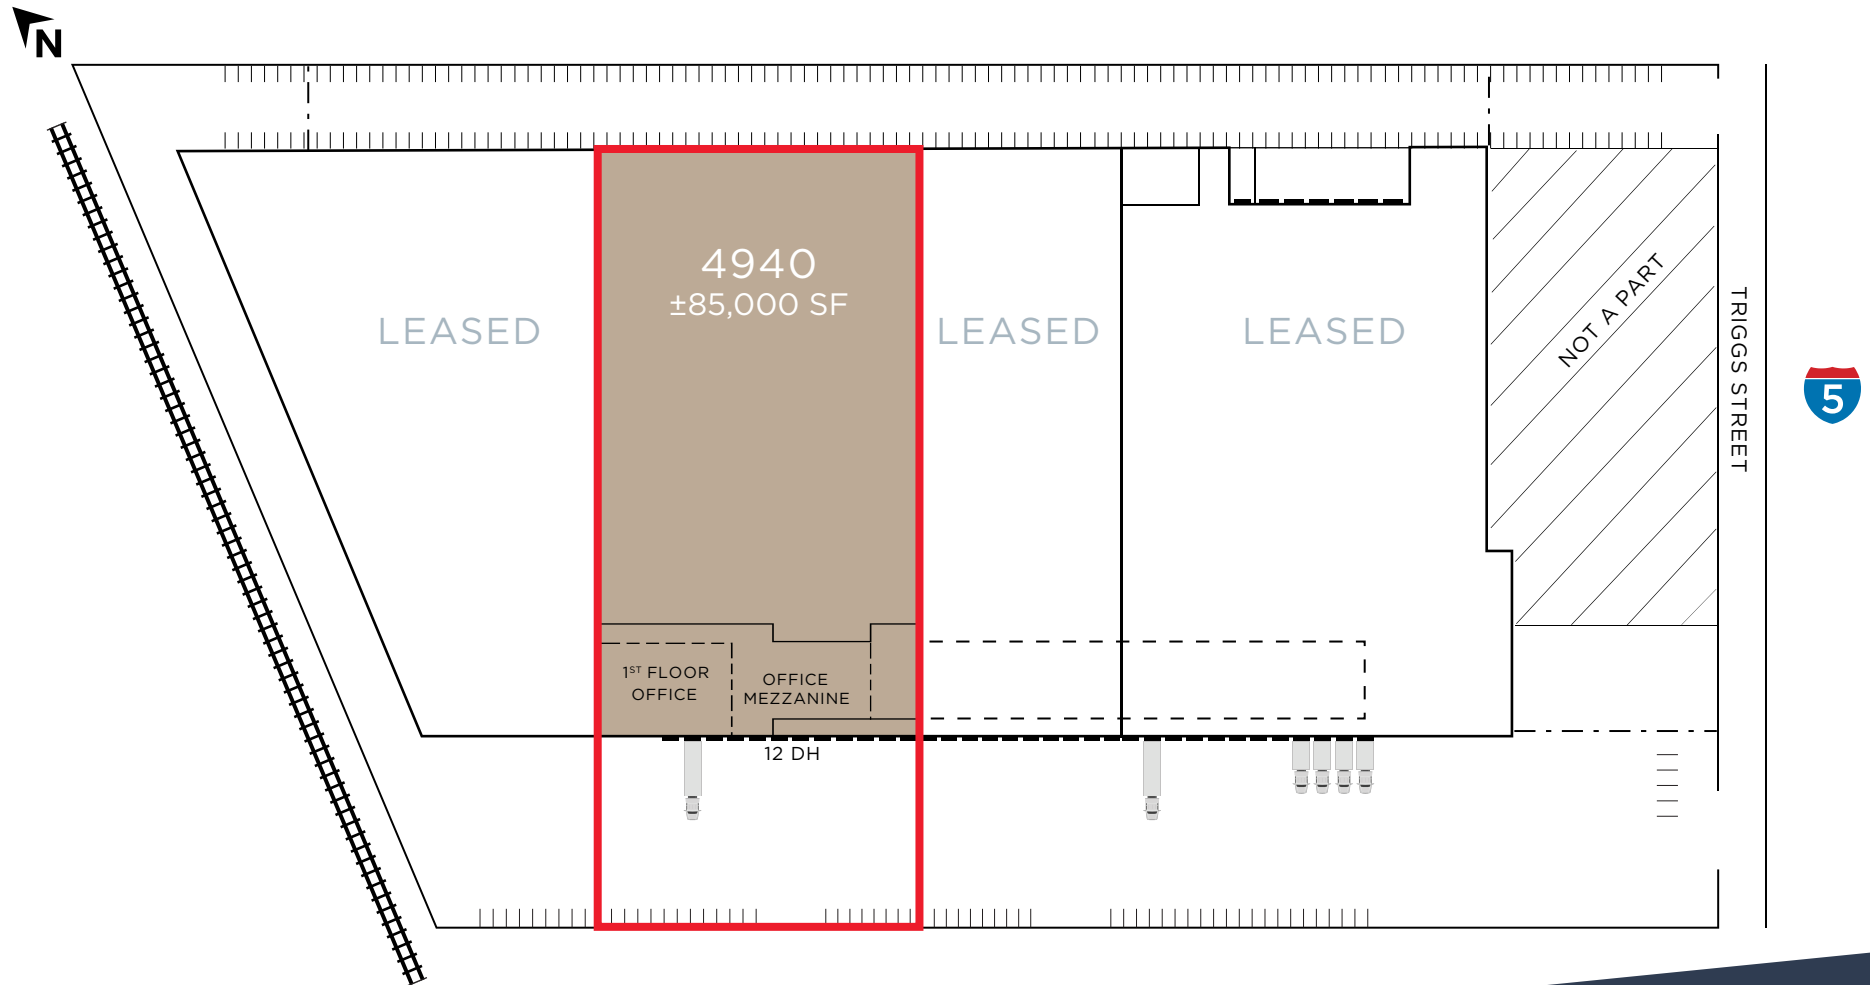 N
4940
±85,000 SF
LEASED
LEASED
LEASED
NOT A PART
TRIGGS STREET
5
1ST FLOOR
OFFICE
OFFICE
MEZZANINE
12 DH